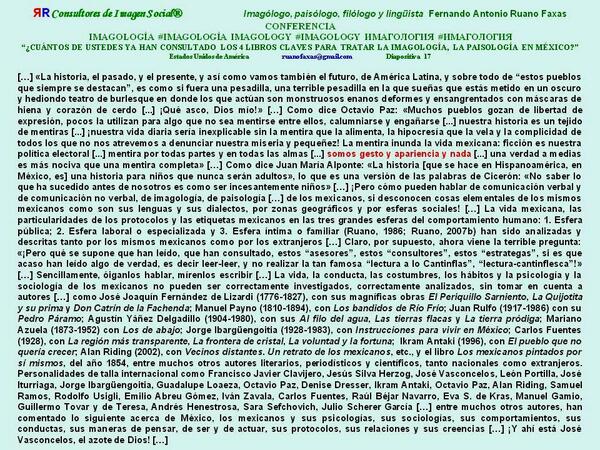 ЯR Consultores de Imagen Social® Imagólogo, paisólogo, filólogo y lingüista Fernando Antonio Ruano Faxas
CONFERENCIA
IMAGOLOGÍA #IMAGOLOGÍA IMAGOLOGY #IMAGOLOGY ИМАГОЛОГИЯ #ИМАГОЛОГИЯ
"¿CUÁNTOS DE USTEDES YA HAN CONSULTADO LOS 4 LIBROS CLAVES PARA TRATAR LA IMAGOLOGÍA, LA PAISOLOGÍA EN MÉXICO?"
Estados Unidos de América ruanofaxas@gmail.com Diapositiva 17
[…] «La historia, el pasado, y el presente, y así como vamos también el futuro, de América Latina, y sobre todo de "estos pueblos
que siempre se destacan", es como si fuera una pesadilla, una terrible pesadilla en la que sueñas que estás metido en un oscuro
y hediondo teatro de burlesque en donde los que actúan son monstruosos enanos deformes y ensangrentados con máscaras de
hiena y corazón de cerdo […] ¡Qué asco, Dios mío!» […] Como dice Octavio Paz: «Muchos pueblos gozan de libertad de
expresión, pocos la utilizan para algo que no sea mentirse entre ellos, calumniarse y engañarse […] nuestra historia es un tejido
de mentiras […] ¡nuestra vida diaria sería inexplicable sin la mentira que la alimenta, la hipocresía que la vela y la complicidad de
todos los que no nos atrevemos a denunciar nuestra miseria y pequeñez! La mentira inunda la vida mexicana: ficción es nuestra
política electoral […] mentira por todas partes y en todas las almas […] somos gesto y apariencia y nada […] una verdad a medias
es más nociva que una mentira completa» […] Como dice Juan María Alponte: «La historia [que se hace en Hispanoamérica, en
México, es] una historia para niños que nunca serán adultos», lo que es una versión de las palabras de Cicerón: «No saber lo
que ha sucedido antes de nosotros es como ser incesantemente niños» […] ¡Pero cómo pueden hablar de comunicación verbal y
de comunicación no verbal, de imagología, de paisología […] de los mexicanos, si desconocen cosas elementales de los mismos
mexicanos como son sus lenguas y sus dialectos, por zonas geográficos y por esferas sociales! […] La vida mexicana, las
particularidades de los protocolos y las etiquetas mexicanos en las tres grandes esferas del comportamiento humano: 1. Esfera
pública; 2. Esfera laboral o especializada y 3. Esfera íntima o familiar (Ruano, 1986; Ruano, 2007b) han sido analizadas y
descritas tanto por los mismos mexicanos como por los extranjeros […] Claro, por supuesto, ahora viene la terrible pregunta:
«¡Pero qué se supone que han leído, que han consultado, estos "asesores", estos "consultores", estos "estrategas", si es que
acaso han leído algo de verdad, es decir leer-leer, y no realizar la tan famosa "lectura a lo Cantinflas", "lectura-cantinflesca"!»
[…] Sencillamente, óiganlos hablar, mírenlos escribir […] La vida, la conducta, las costumbres, los hábitos y la psicología y la
sociología de los mexicanos no pueden ser correctamente investigados, correctamente analizados, sin tomar en cuenta a
autores […] como José Joaquín Fernández de Lizardi (1776-1827), con sus magníficas obras El Periquillo Sarniento, La Quijotita
y su prima y Don Catrín de la Fachenda; Manuel Payno (1810-1894), con Los bandidos de Río Frío; Juan Rulfo (1917-1986) con su
Pedro Páramo; Agustín Yáñez Delgadillo (1904-1980), con sus Al filo del agua, Las tierras flacas y La tierra pródiga; Mariano
Azuela (1873-1952) con Los de abajo; Jorge Ibargüengoitia (1928-1983), con Instrucciones para vivir en México; Carlos Fuentes
(1928), con La región más transparente, La frontera de cristal, La voluntad y la fortuna; Ikram Antaki (1996), con El pueblo que no
quería crecer; Alan Riding (2002), con Vecinos distantes. Un retrato de los mexicanos, etc., y el libro Los mexicanos pintados por
sí mismos, del año 1854, entre muchos otros autores literarios, periodísticos y científicos, tanto nacionales como extranjeros.
Personalidades de talla internacional como Francisco Javier Clavijero, Jesús Silva Herzog, José Vasconcelos, León Portilla, José
Iturriaga, Jorge Ibargüengoitia, Guadalupe Loaeza, Octavio Paz, Denise Dresser, Ikram Antaki, Octavio Paz, Alan Riding, Samuel
Ramos, Rodolfo Usigli, Emilio Abreu Gómez, Iván Zavala, Carlos Fuentes, Raúl Béjar Navarro, Eva S. de Kras, Manuel Gamio,
Guillermo Tovar y de Teresa, Andrés Henestrosa, Sara Sefchovich, Julio Scherer García […] entre muchos otros autores, han
comentado lo siguiente acerca de México, los mexicanos y sus psicologías, sus sociologías, sus comportamientos, sus
conductas, sus maneras de pensar, de ser y de actuar, sus protocolos, sus relaciones y sus creencias […] ¡Y ahí está José
Vasconcelos, el azote de Dios! […]